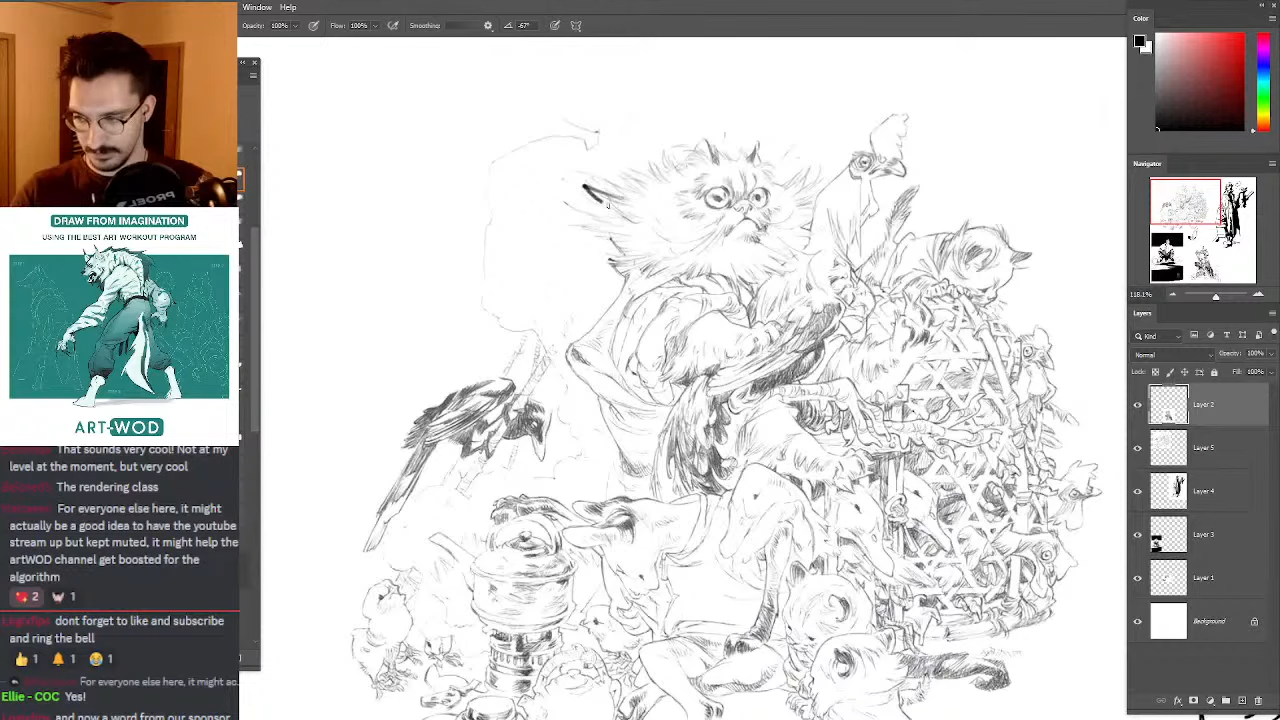 Window Help
Opacity: 100% Flow: 100% Smoothing: -67°
DRAW FROM IMAGINATION
USING THE BEST ART WORKOUT PROGRAM
ART-WOD
That sounds very cool! Not at my
level at the moment, but very cool
The rendering class
For everyone else here, it might
actually be a good idea to have the youtube
stream up but kept muted, it might help the
artWOD channel get boosted for the
algorithm
2 1
dont forget to like and subscribe
and ring the bell
1 1 1
For everyone else here, it might ac
Ellie - COC Yes!
and now a word from our sponsor
PROEL
Color
Navigator
118.1%
Layers
Kind
Normal Opacity: 100%
Lock: Fill: 100%
Layer 2
Layer 5
Layer 4
Layer 3
Layer 1
Background